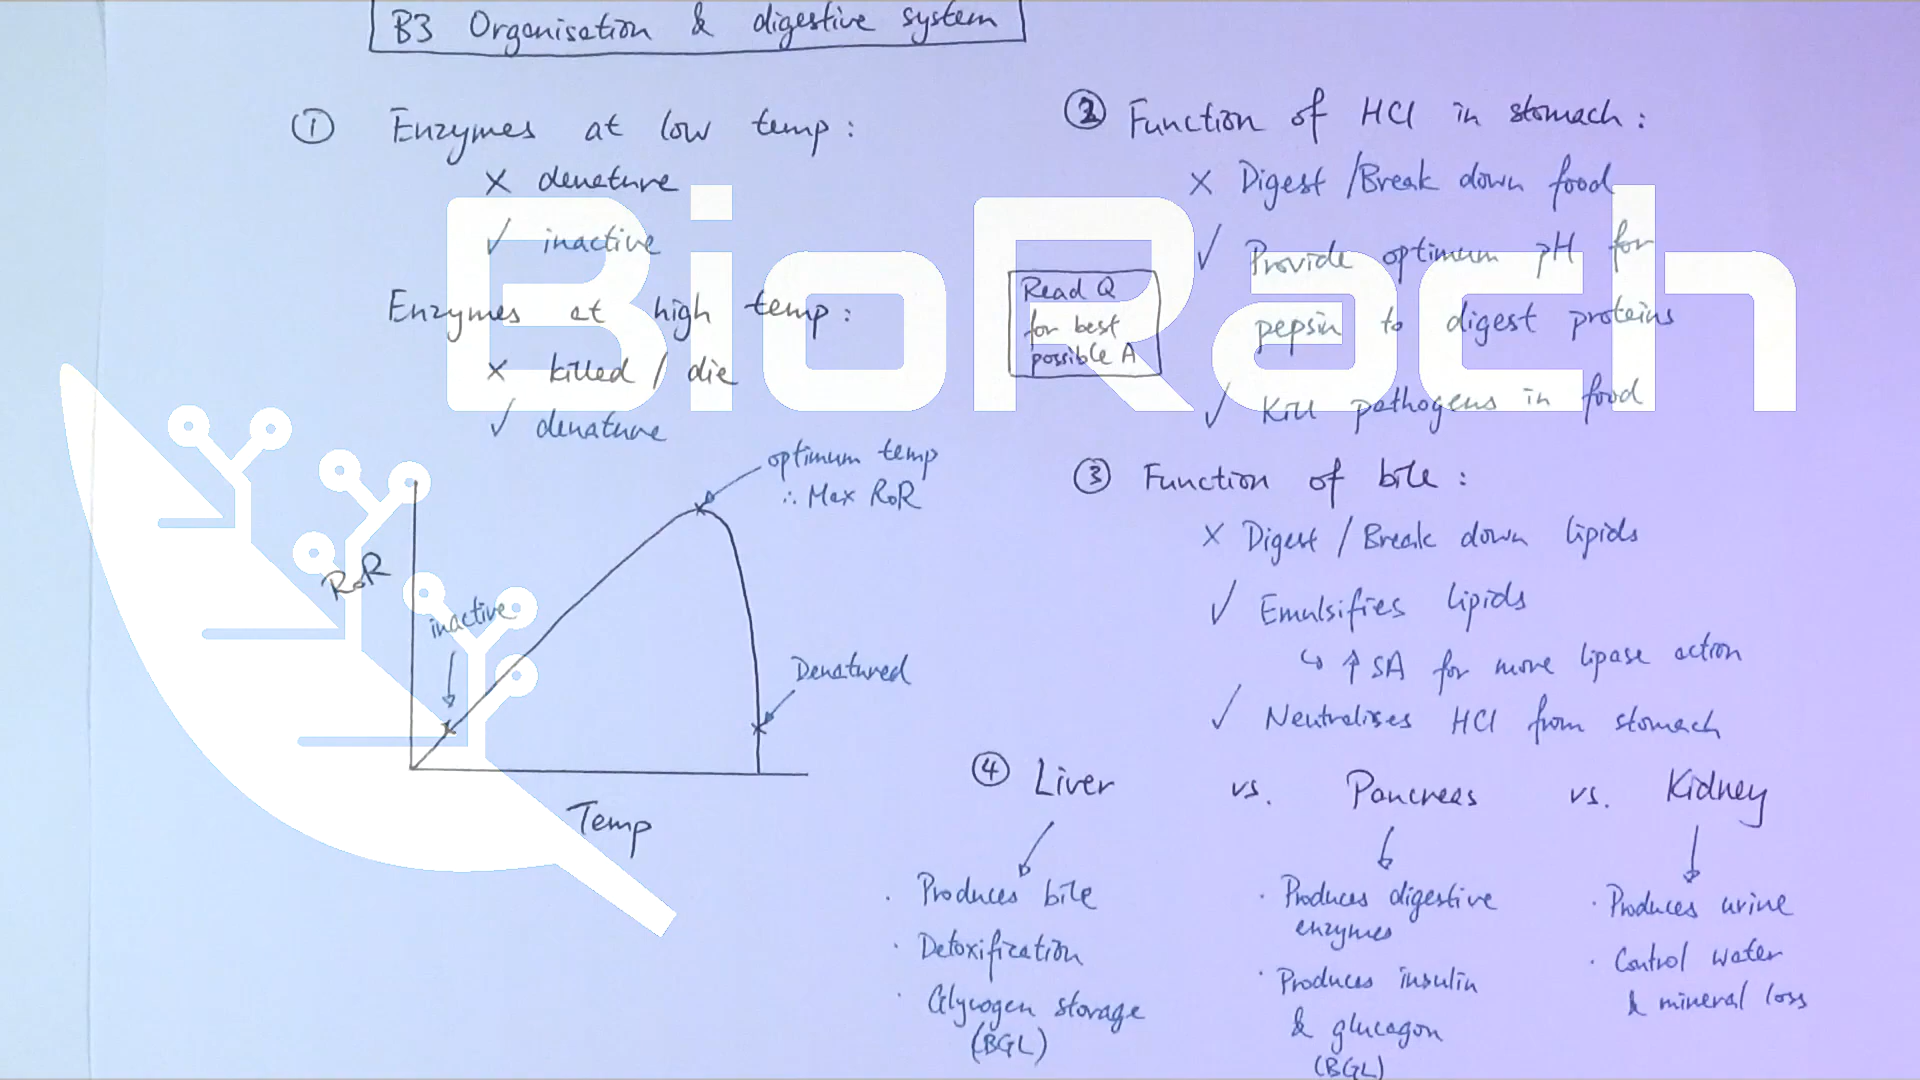 B3 Organisation & digestive system
① Enzymes at low temp :
✗ denature
✓ inactive
Enzymes at high temp :
✗ killed / die
✓ denature
optimum temp
∴ Max RoR
RoR
inactive
Denatured
Temp
BioRach
Read Q
for best
possible A
② Function of HCl in stomach :
✗ Digest / Break down food
✓ Provide optimum pH for
pepsin to digest proteins
✓ Kill pathogens in food
③ Function of bile :
✗ Digest / Break down lipids
✓ Emulsifies lipids
↳ ↑ SA for more lipase action
✓ Neutralises HCl from stomach
④ Liver vs. Pancreas vs. Kidney
· Produces bile
· Detoxification
· Glycogen storage
(BGL)
· Produces digestive
enzymes
· Produces insulin
& glucagon
(BGL)
· Produces urine
· Control water
& mineral loss